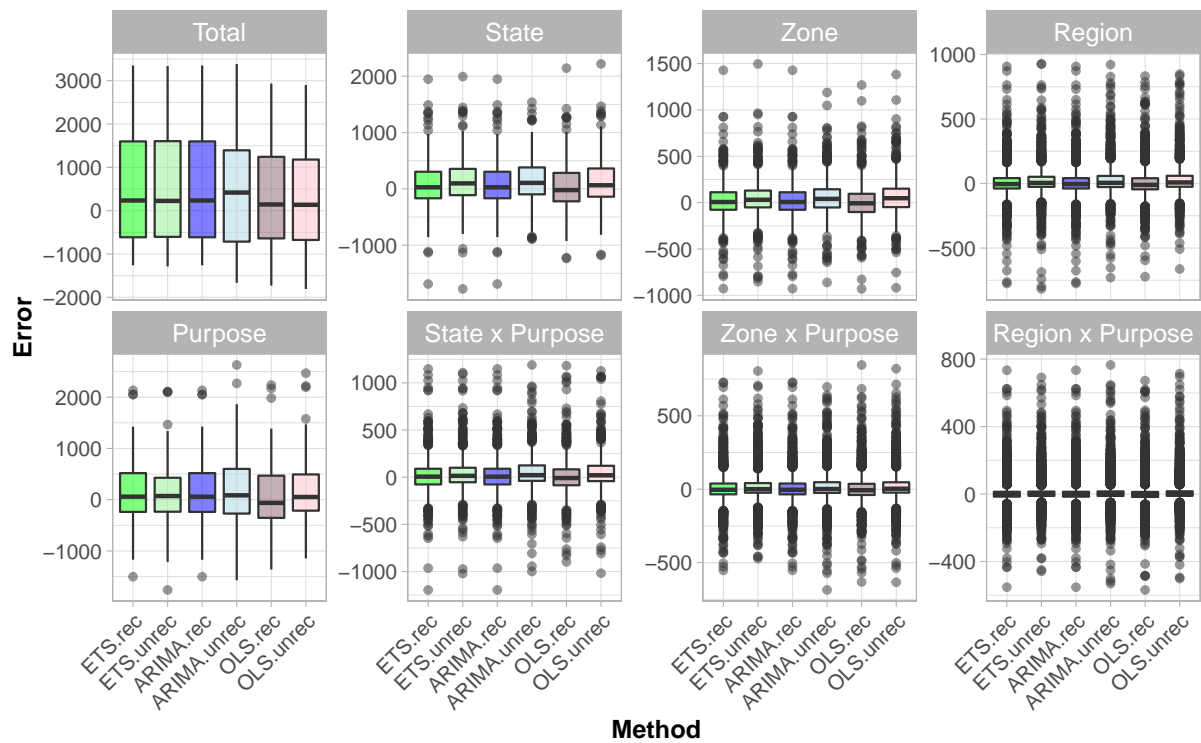 Total
State
Zone
Region
3000
2000
1000
0
−1000
−2000
2000
1000
0
−1000
1500
1000
500
0
−500
−1000
1000
500
0
−500
Purpose
State x Purpose
Zone x Purpose
Region x Purpose
2000
1000
0
−1000
1000
500
0
−500
−1000
500
0
−500
800
400
0
−400
Error
ETS.rec
ETS.unrec
ARIMA.rec
ARIMA.unrec
OLS.rec
OLS.unrec
ETS.rec
ETS.unrec
ARIMA.rec
ARIMA.unrec
OLS.rec
OLS.unrec
ETS.rec
ETS.unrec
ARIMA.rec
ARIMA.unrec
OLS.rec
OLS.unrec
ETS.rec
ETS.unrec
ARIMA.rec
ARIMA.unrec
OLS.rec
OLS.unrec
Method